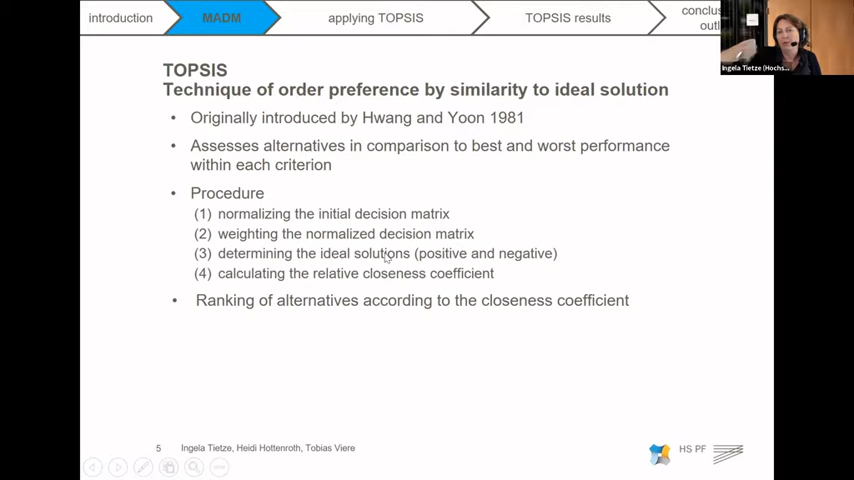 introduction
MADM
applying TOPSIS
TOPSIS results
outl
Ingela Tietze (Hochs...
TOPSIS
Technique of order preference by similarity to ideal solution
• Originally introduced by Hwang and Yoon 1981
• Assesses alternatives in comparison to best and worst performance
within each criterion
• Procedure
(1) normalizing the initial decision matrix
(2) weighting the normalized decision matrix
(3) determining the ideal solutions (positive and negative)
(4) calculating the relative closeness coefficient
• Ranking of alternatives according to the closeness coefficient
5 Ingela Tietze, Heidi Hottenroth, Tobias Viere
HS PF